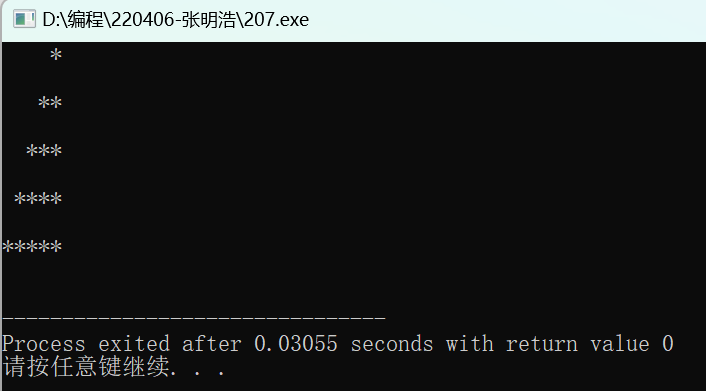 D:\编程\220406-张明浩\207.exe
    *
   **
  ***
 ****
*****
--------------------------------
Process exited after 0.03055 seconds with return value 0
请按任意键继续. . .